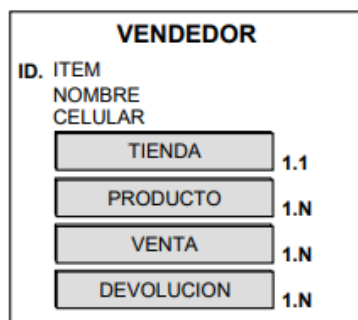 VENDEDOR
ID. ITEM
NOMBRE
CELULAR
TIENDA 1.1
PRODUCTO 1.N
VENTA 1.N
DEVOLUCION 1.N